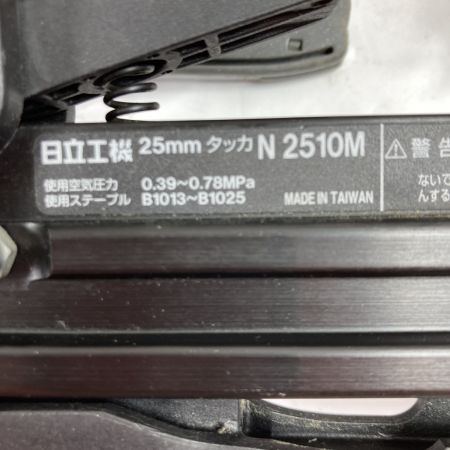 日立工機 25mm タッカ N 2510M
使用空気圧力 0.39~0.78MPa
使用ステープル B1013~B1025
MADE IN TAIWAN
警告
ないで
んする